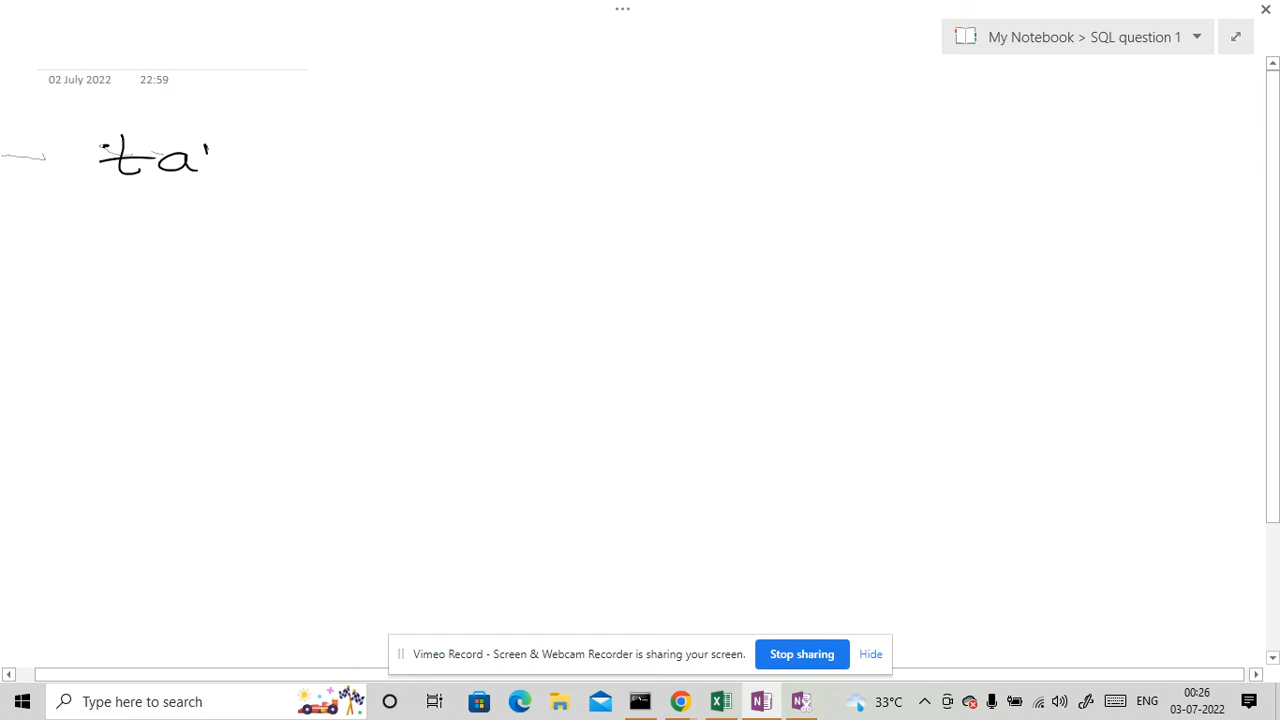 My Notebook > SQL question 1
02 July 2022 22:59
ta
Vimeo Record - Screen & Webcam Recorder is sharing your screen. Stop sharing Hide
Type here to search
33°C ENG 00:26
03-07-2022